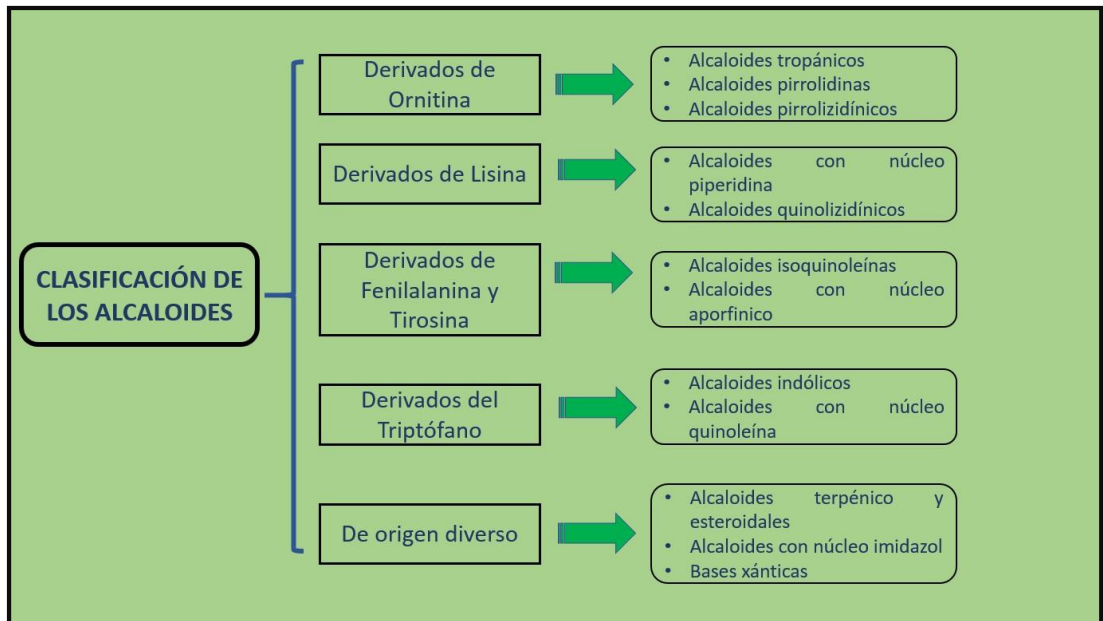 CLASIFICACIÓN DE
LOS ALCALOIDES
Derivados de
Ornitina
• Alcaloides tropánicos
• Alcaloides pirrolidinas
• Alcaloides pirrolizidínicos
Derivados de Lisina
• Alcaloides con núcleo
piperidina
• Alcaloides quinolizidínicos
Derivados de
Fenilalanina y
Tirosina
• Alcaloides isoquinoleínas
• Alcaloides con núcleo
aporfinico
Derivados del
Triptófano
• Alcaloides indólicos
• Alcaloides con núcleo
quinoleína
De origen diverso
• Alcaloides terpénico y
esteroidales
• Alcaloides con núcleo imidazol
• Bases xánticas